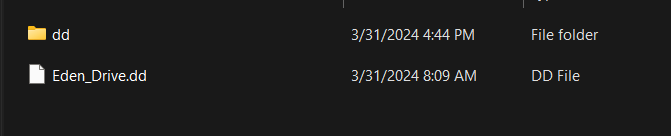 dd 3/31/2024 4:44 PM File folder
Eden_Drive.dd 3/31/2024 8:09 AM DD File